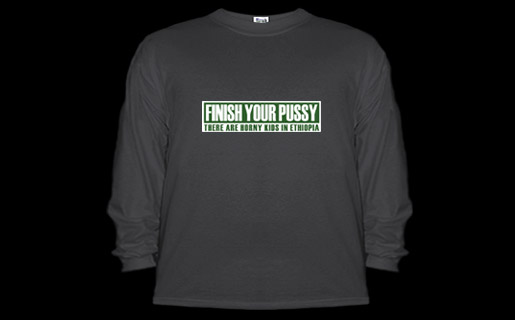 FINISH YOUR PUSSY
THERE ARE HORNY KIDS IN ETHIOPIA